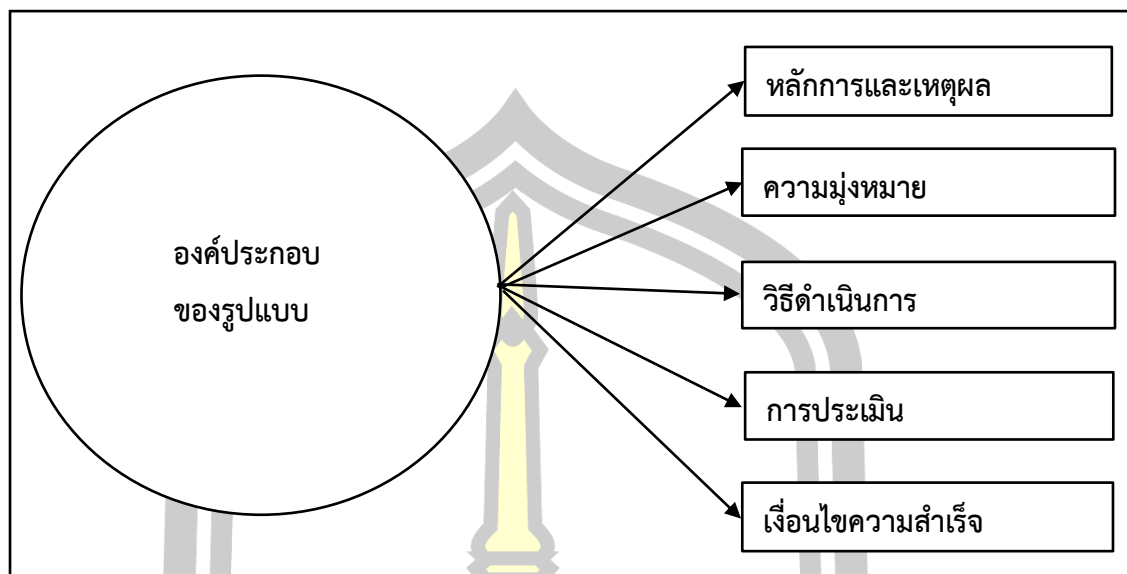 องค์ประกอบ
ของรูปแบบ
หลักการและเหตุผล
ความมุ่งหมาย
วิธีดำเนินการ
การประเมิน
เงื่อนไขความสำเร็จ